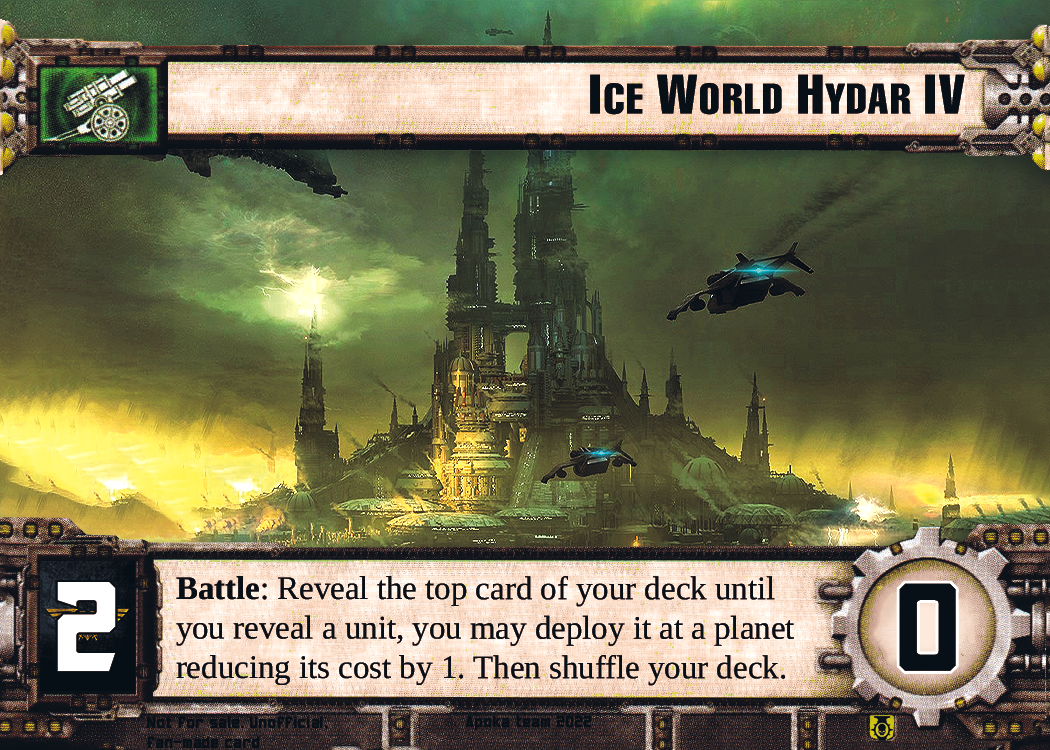 Ice World Hydar IV
2
Battle: Reveal the top card of your deck until
you reveal a unit, you may deploy it at a planet
reducing its cost by 1. Then shuffle your deck.
0
Not for sale. Unofficial. Apoka team 2022
Fan-made card